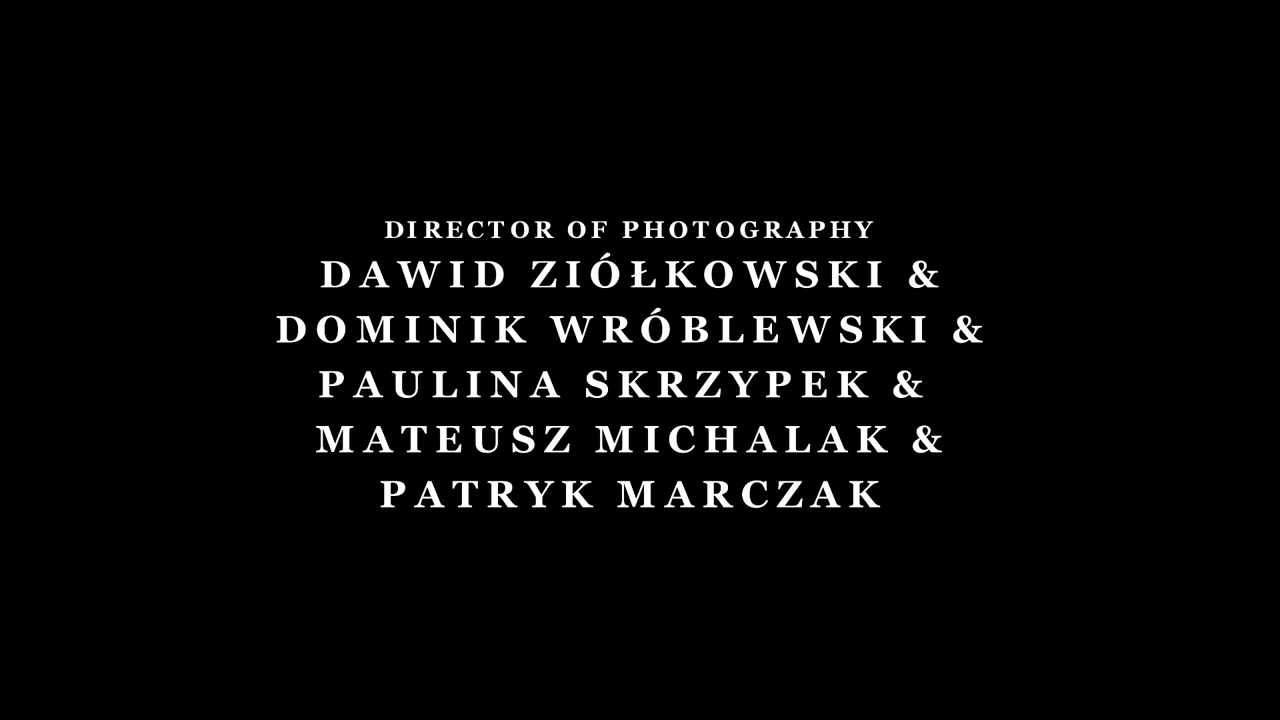 DIRECTOR OF PHOTOGRAPHY
DAWID ZIÓŁKOWSKI &
DOMINIK WRÓBLEWSKI &
PAULINA SKRZYPEK &
MATEUSZ MICHALAK &
PATRYK MARCZAK